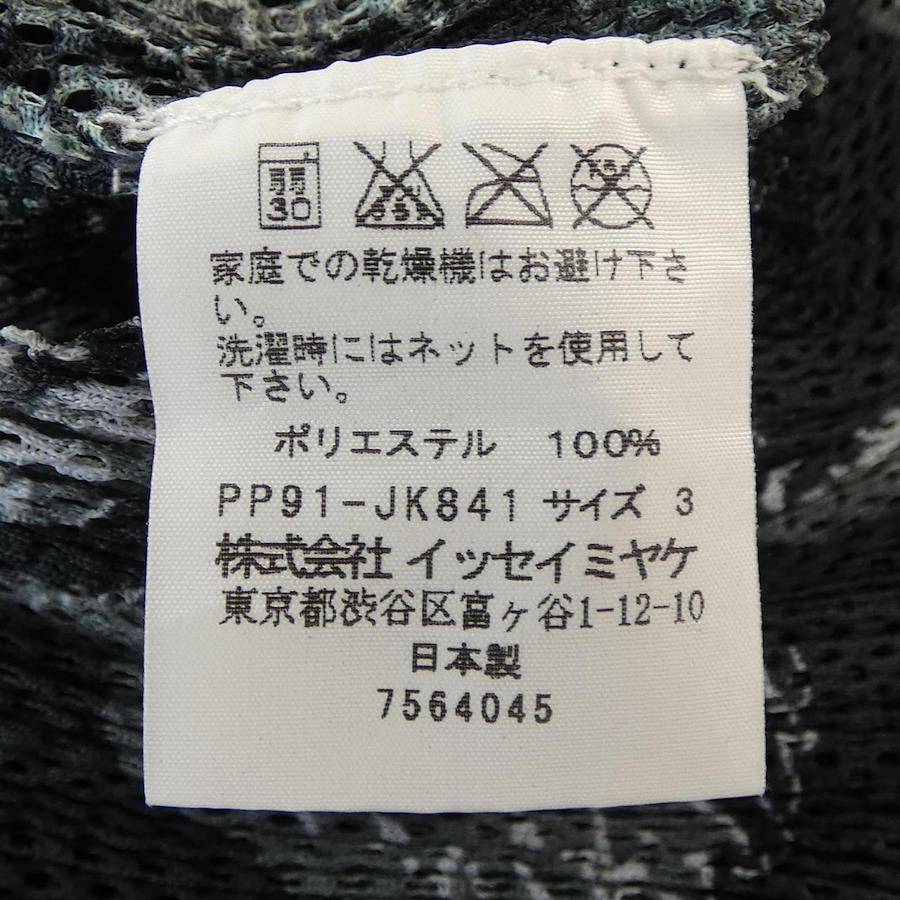 弱
30
家庭での乾燥機はお避け下さ
い。
洗濯時にはネットを使用して
下さい。
ポリエステル 100%
PP91-JK841 サイズ 3
株式会社 イッセイミヤケ
東京都渋谷区富ヶ谷1-12-10
日本製
7564045